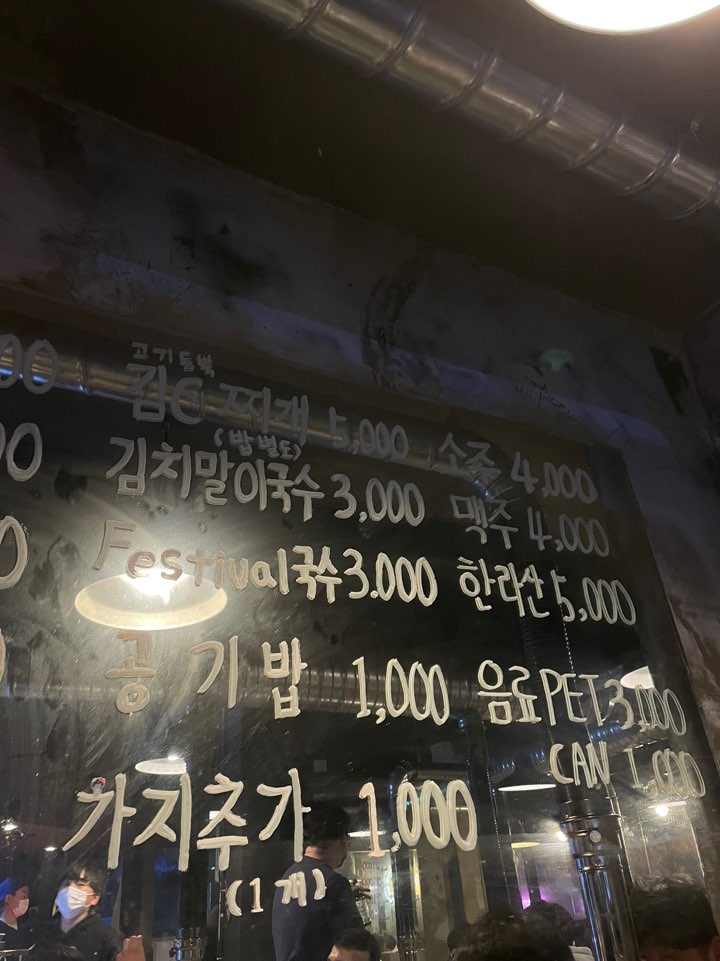 00
고기듬뿍
김C 찌개 5,000
(밥 별도)
김치말이국수 3,000
Festival국수 3.000
공기밥 1,000
가지추가 1,000
(1개)
소주 4,000
맥주 4,000
한라산 5,000
음료 PET 3,000
CAN 1,000